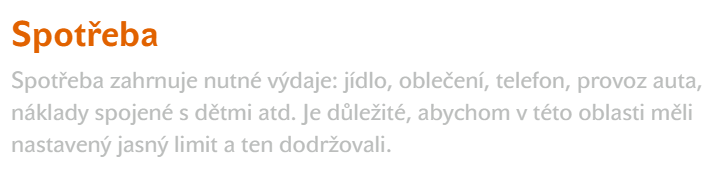 Spotřeba
Spotřeba zahrnuje nutné výdaje: jídlo, oblečení, telefon, provoz auta,
náklady spojené s dětmi atd. Je důležité, abychom v této oblasti měli
nastavený jasný limit a ten dodržovali.